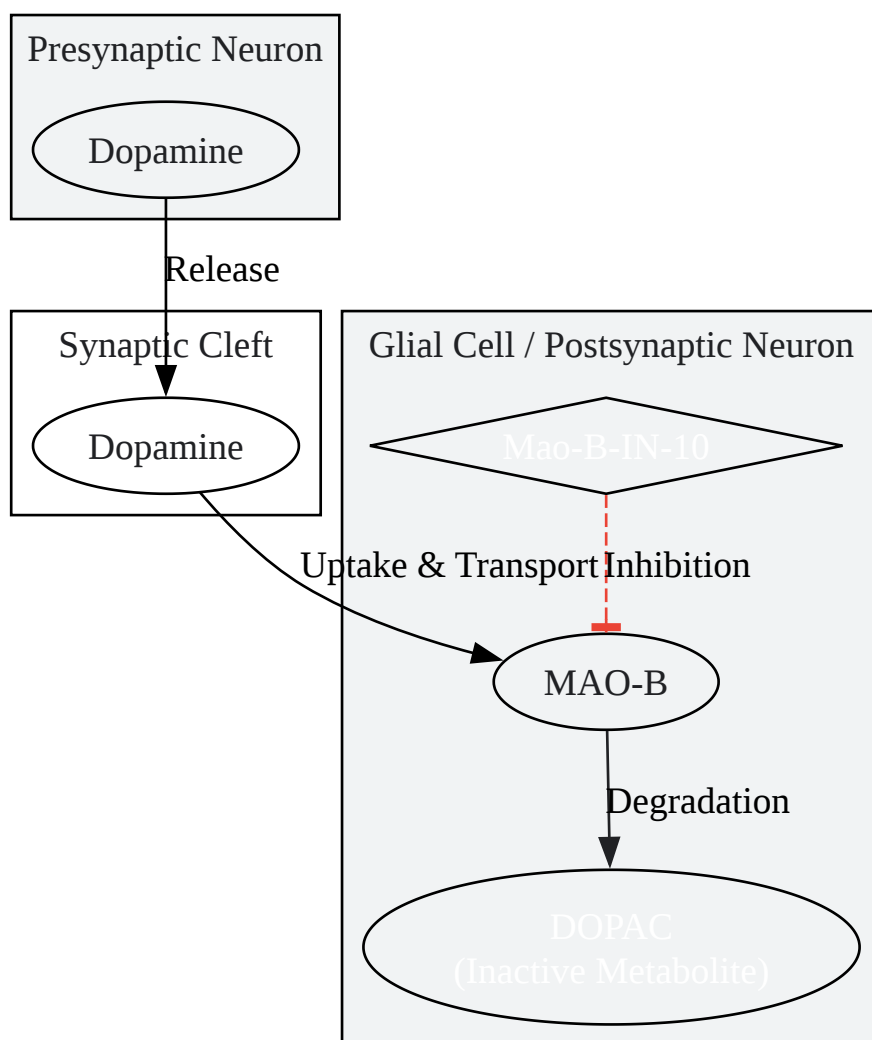 Presynaptic Neuron
Dopamine
Release
Synaptic Cleft
Dopamine
Glial Cell / Postsynaptic Neuron
Mao-B-IN-10
Uptake & Transport
Inhibition
MAO-B
Degradation
DOPAC
(Inactive Metabolite)